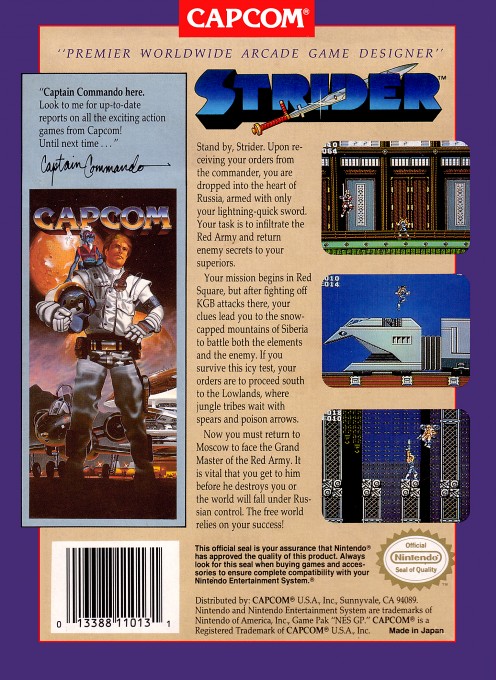 CAPCOM®
"PREMIER WORLDWIDE ARCADE GAME DESIGNER"
"Captain Commando here.
Look to me for up-to-date
reports on all the exciting action
games from Capcom!
Until next time . . ."
Captain Commando
CAPCOM
STRIDER™
Stand by, Strider. Upon re-
ceiving your orders from
the commander, you are
dropped into the heart of
Russia, armed with only
your lightning-quick sword.
Your task is to infiltrate the
Red Army and return
enemy secrets to your
superiors.
Your mission begins in Red
Square, but after fighting off
KGB attacks there, your
clues lead you to the snow-
capped mountains of Siberia
to battle both the elements
and the enemy. If you
survive this icy test, your
orders are to proceed south
to the Lowlands, where
jungle tribes wait with
spears and poison arrows.
Now you must return to
Moscow to face the Grand
Master of the Red Army. It
is vital that you get to him
before he destroys you or
the world will fall under Rus-
sian control. The free world
relies on your success!
010
064
010
014
018
010
This official seal is your assurance that Nintendo®
has approved the quality of this product. Always
look for this seal when buying games and acces-
sories to ensure complete compatibility with your
Nintendo Entertainment System.®
Official
Nintendo®
Seal of Quality
TM
Distributed by: CAPCOM® U.S.A., Inc., Sunnyvale, CA 94089.
Nintendo and Nintendo Entertainment System are trademarks of
Nintendo of America, Inc., Game Pak "NES GP." CAPCOM® is a
Registered Trademark of CAPCOM® U.S.A., Inc. Made in Japan
0 13388 11013 1